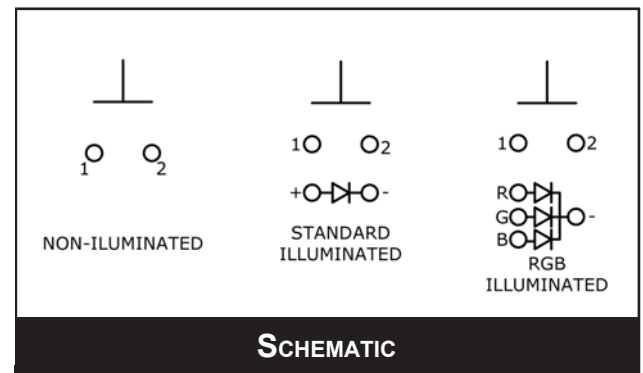 1 2
NON-ILUMINATED
1 2
+ -
STANDARD
ILLUMINATED
1 2
R
G -
B
RGB
ILLUMINATED
SCHEMATIC